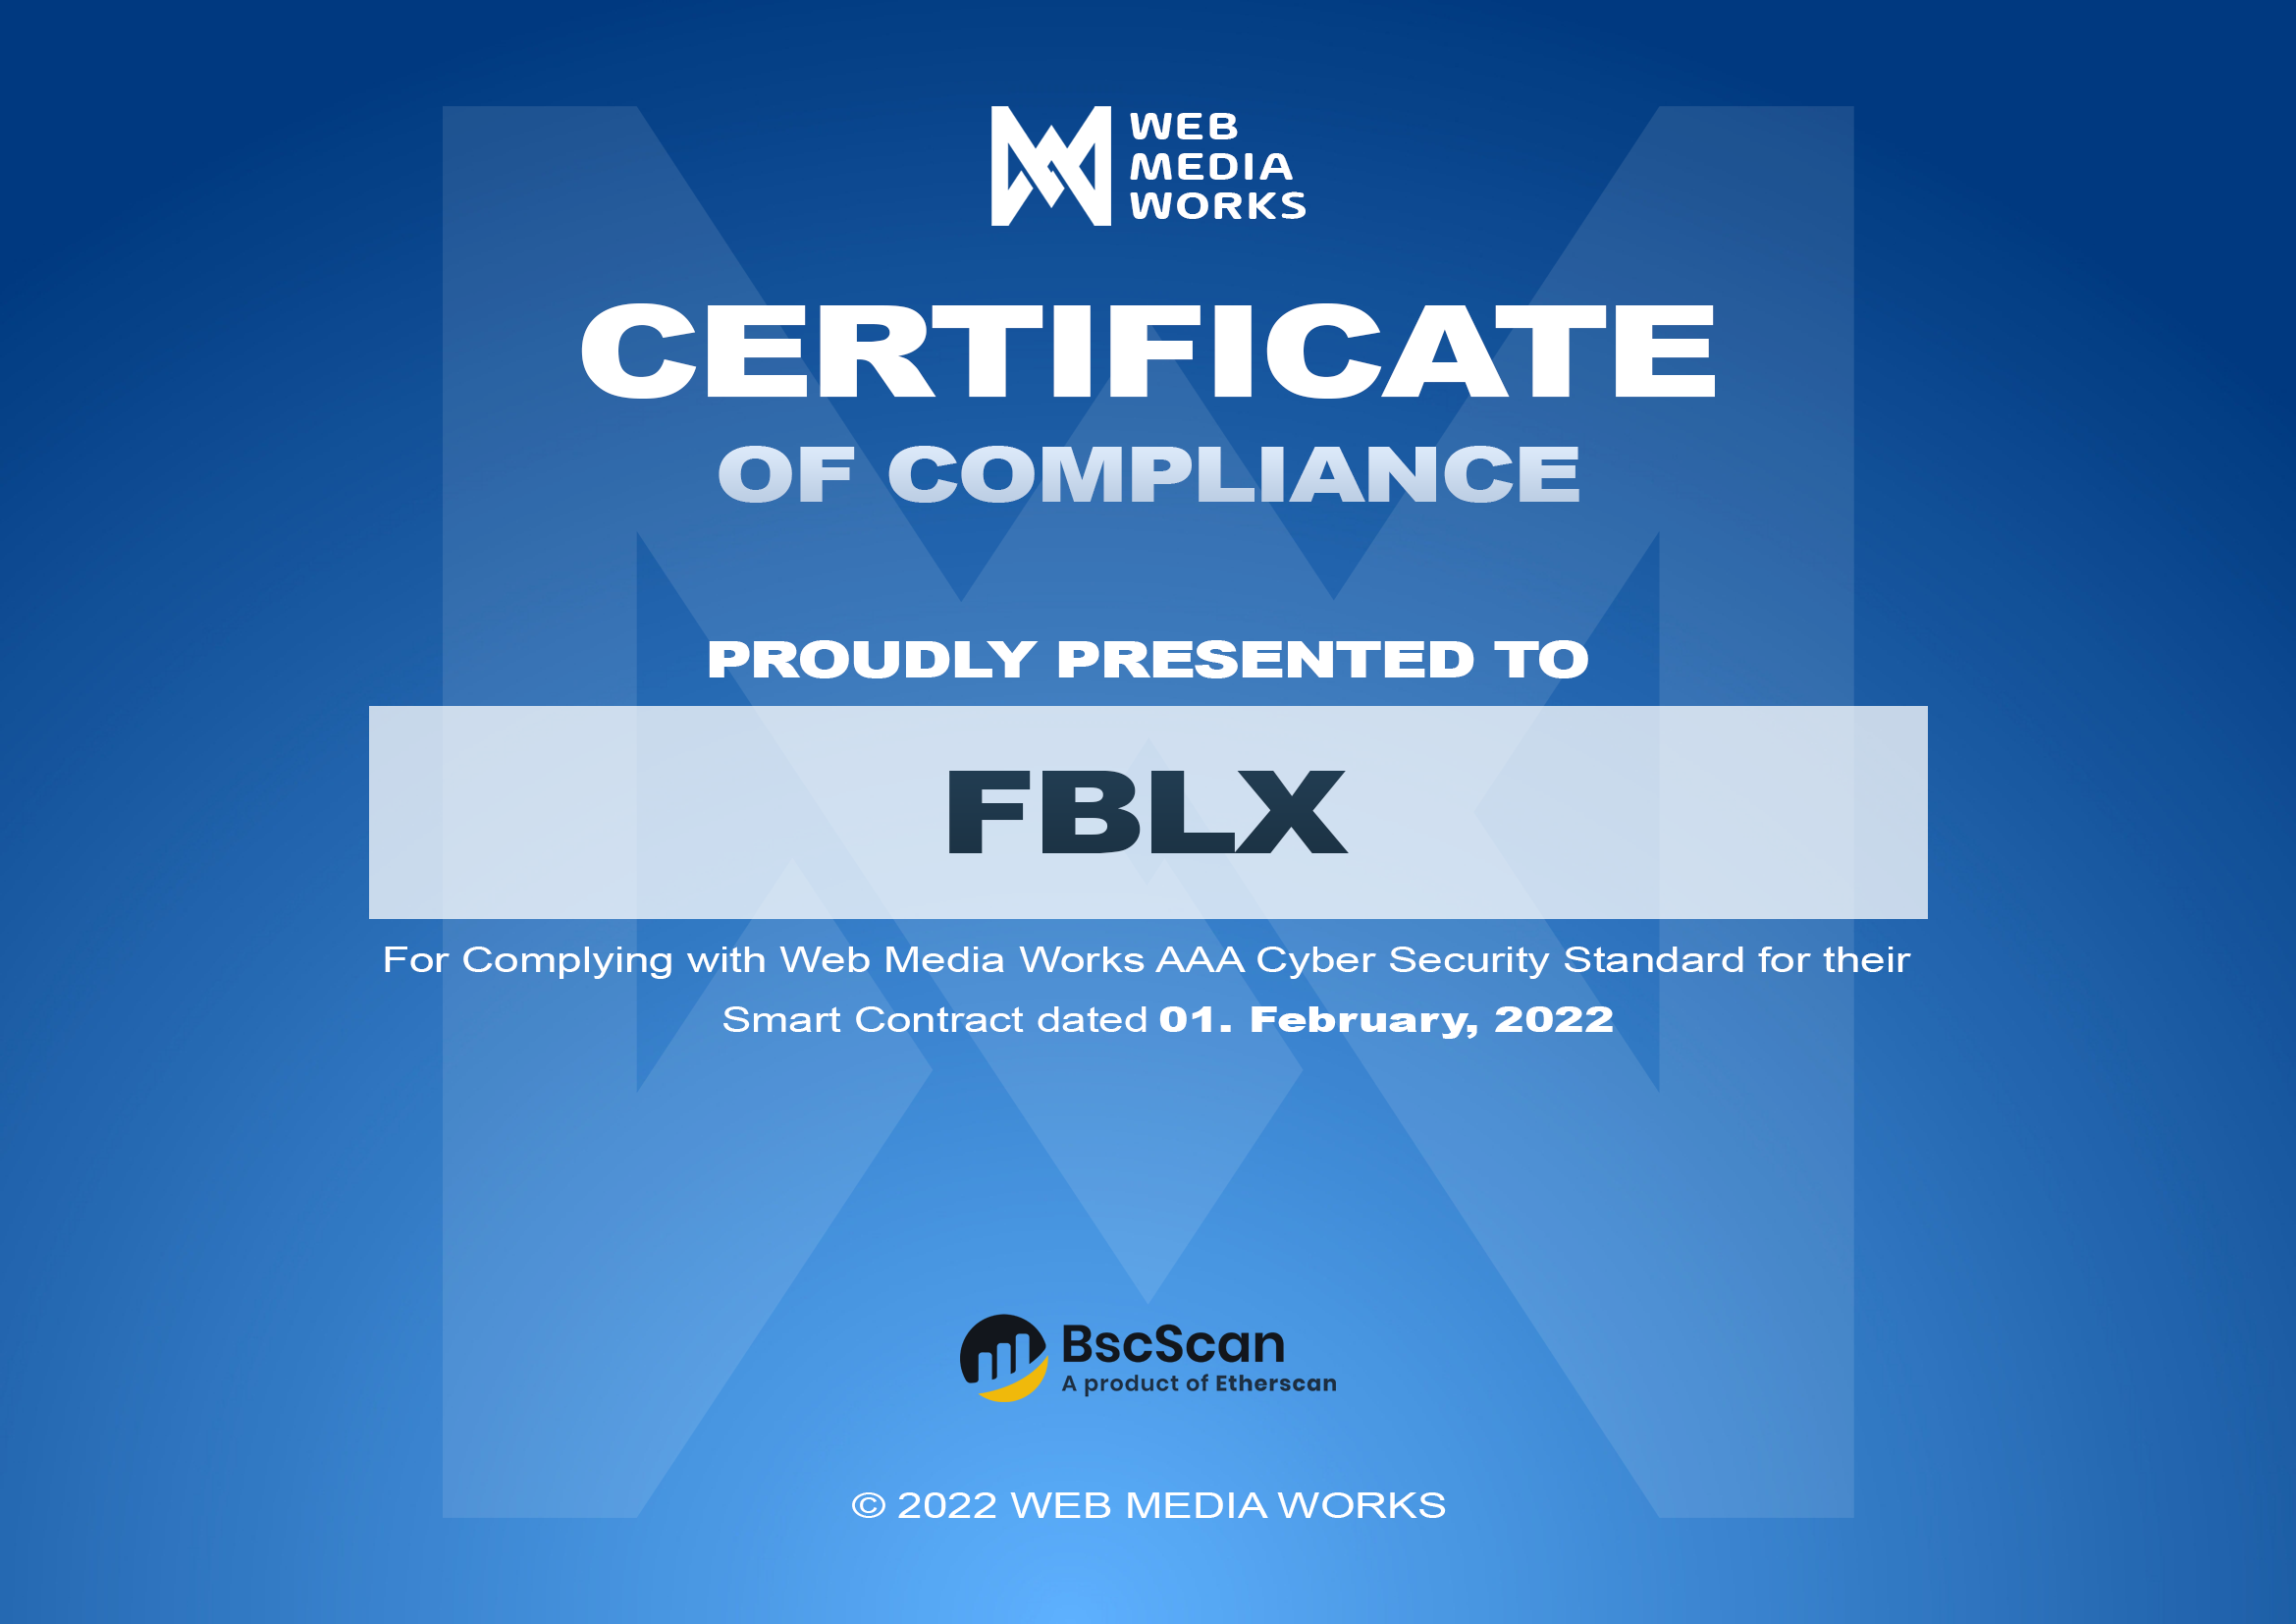 WEB
MEDIA
WORKS
CERTIFICATE
OF COMPLIANCE
PROUDLY PRESENTED TO
FBLX
For Complying with Web Media Works AAA Cyber Security Standard for their
Smart Contract dated 01. February, 2022
BscScan
A product of Etherscan
© 2022 WEB MEDIA WORKS